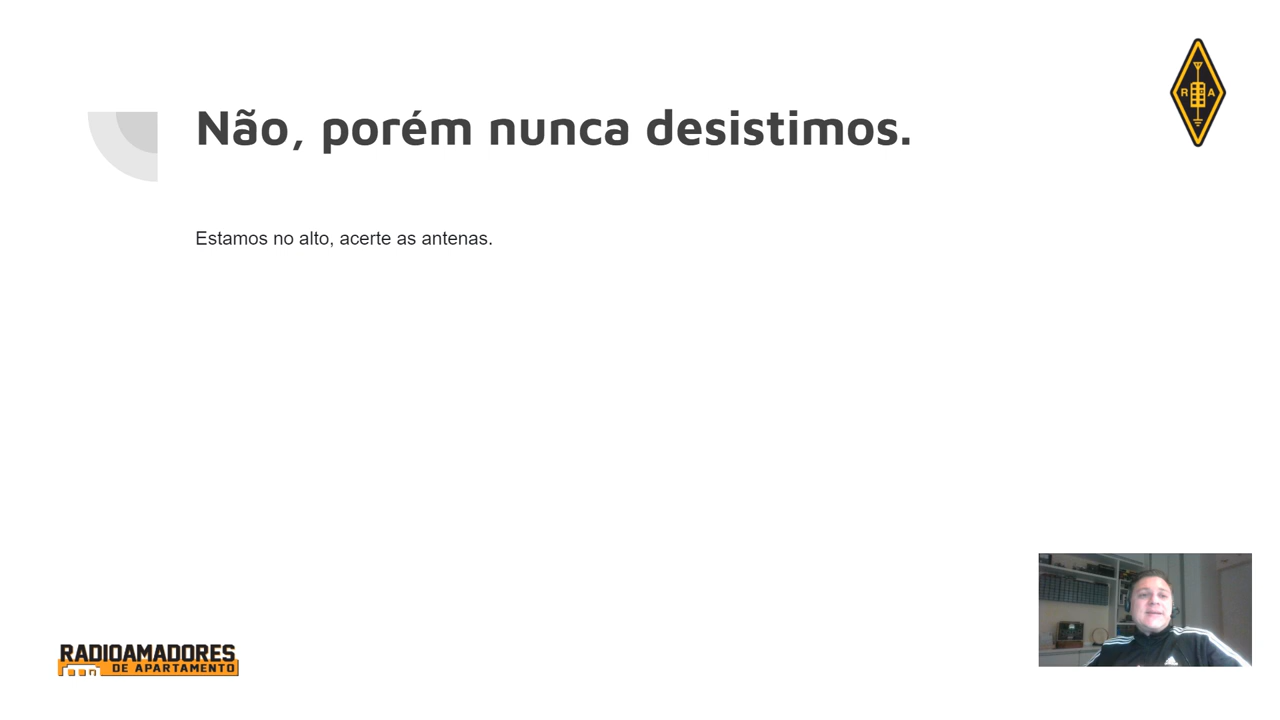 Não, porém nunca desistimos.
R A
Estamos no alto, acerte as antenas.
RADIOAMADORES
DE APARTAMENTO